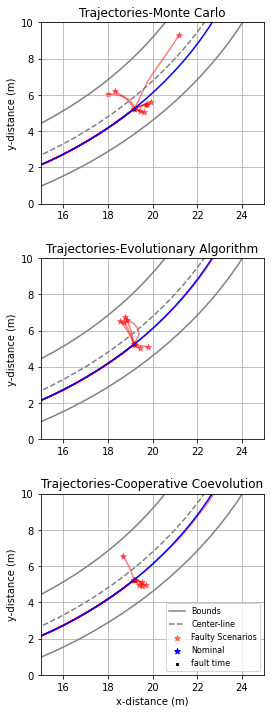 Trajectories-Monte Carlo
10
8
6
4
2
0
y-distance (m)
16 18 20 22 24
Trajectories-Evolutionary Algorithm
10
8
6
4
2
0
y-distance (m)
16 18 20 22 24
Trajectories-Cooperative Coevolution
10
8
6
4
2
0
y-distance (m)
Bounds
Center-line
Faulty Scenarios
Nominal
fault time
16 18 20 22 24
x-distance (m)